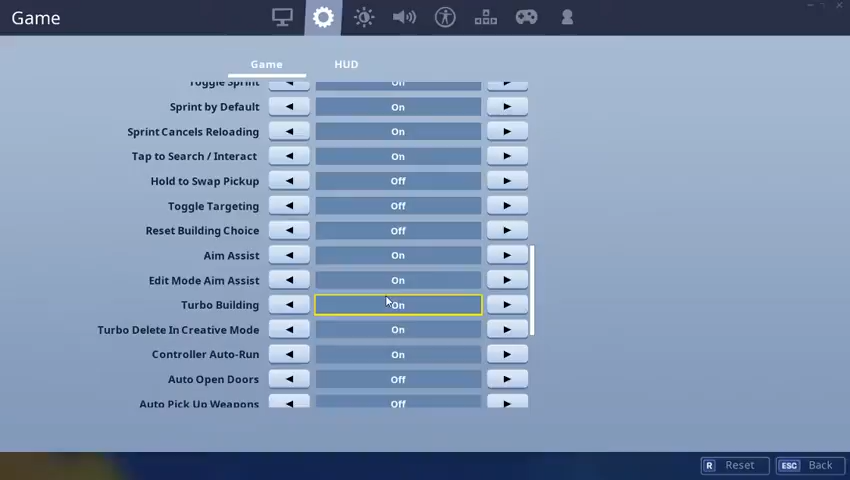 Game
Game HUD
Toggle Sprint On
Sprint by Default On
Sprint Cancels Reloading On
Tap to Search / Interact On
Hold to Swap Pickup Off
Toggle Targeting Off
Reset Building Choice Off
Aim Assist On
Edit Mode Aim Assist On
Turbo Building On
Turbo Delete In Creative Mode On
Controller Auto-Run On
Auto Open Doors Off
Auto Pick Up Weapons Off
R Reset ESC Back